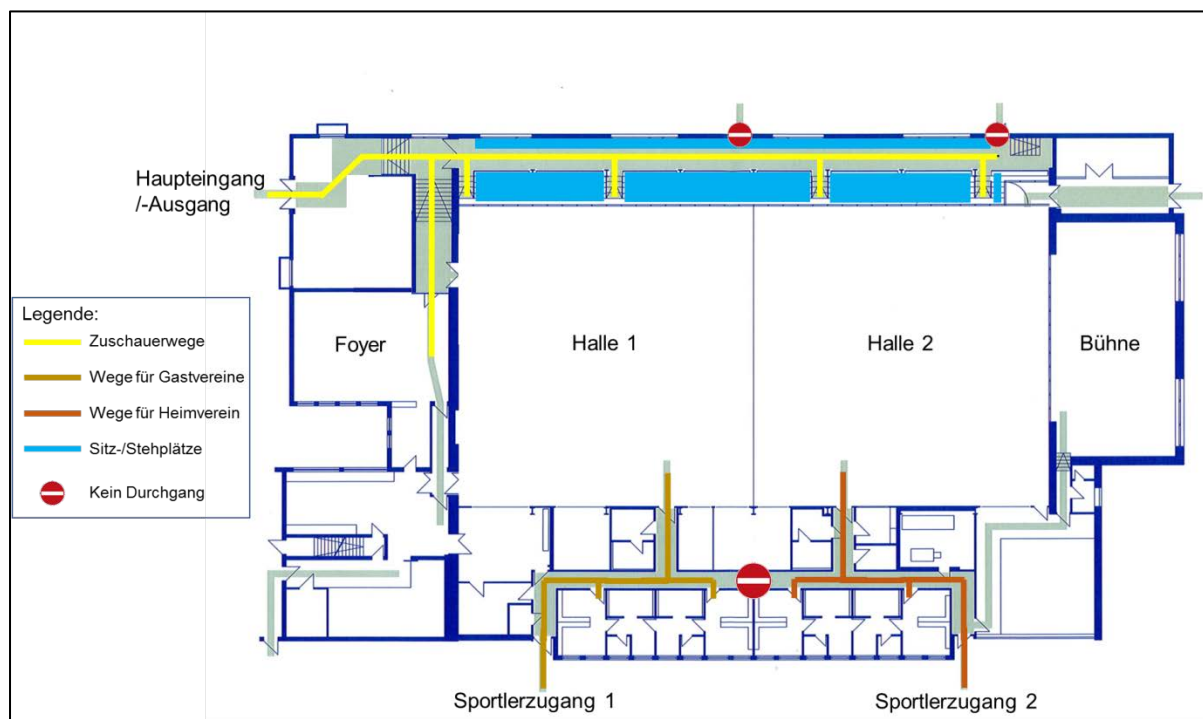 Haupteingang
/-Ausgang
Legende:
Zuschauerwege
Wege für Gastvereine
Wege für Heimverein
Sitz-/Stehplätze
Kein Durchgang
Foyer
Halle 1
Halle 2
Bühne
Sportlerzugang 1
Sportlerzugang 2